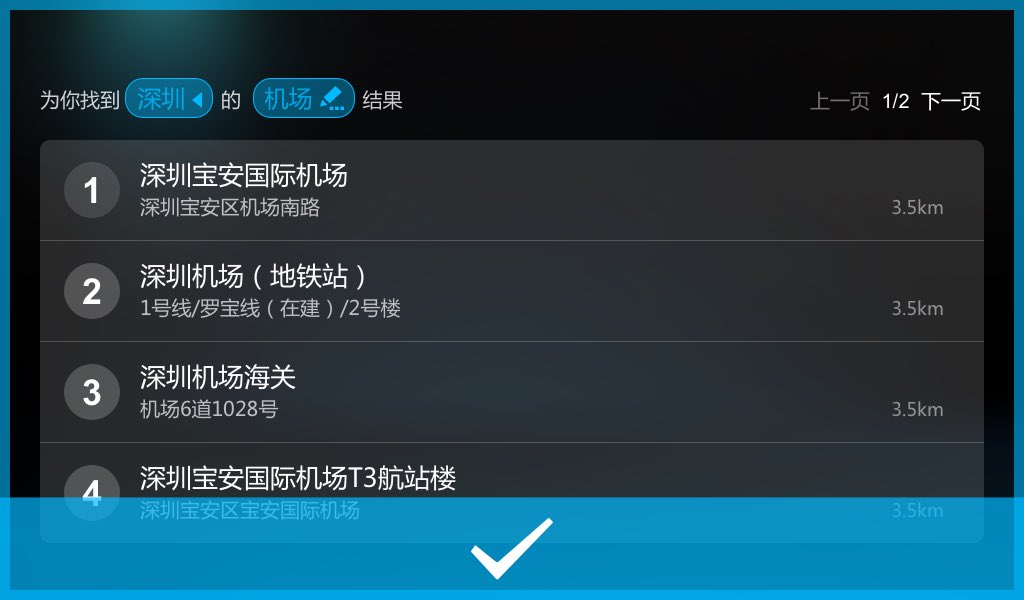 为你找到 深圳 的 机场 结果
上一页 1/2 下一页
1
深圳宝安国际机场
深圳宝安区机场南路
3.5km
2
深圳机场（地铁站）
1号线/罗宝线（在建）/2号楼
3.5km
3
深圳机场海关
机场6道1028号
3.5km
4
深圳宝安国际机场T3航站楼
深圳宝安区宝安国际机场
3.5km